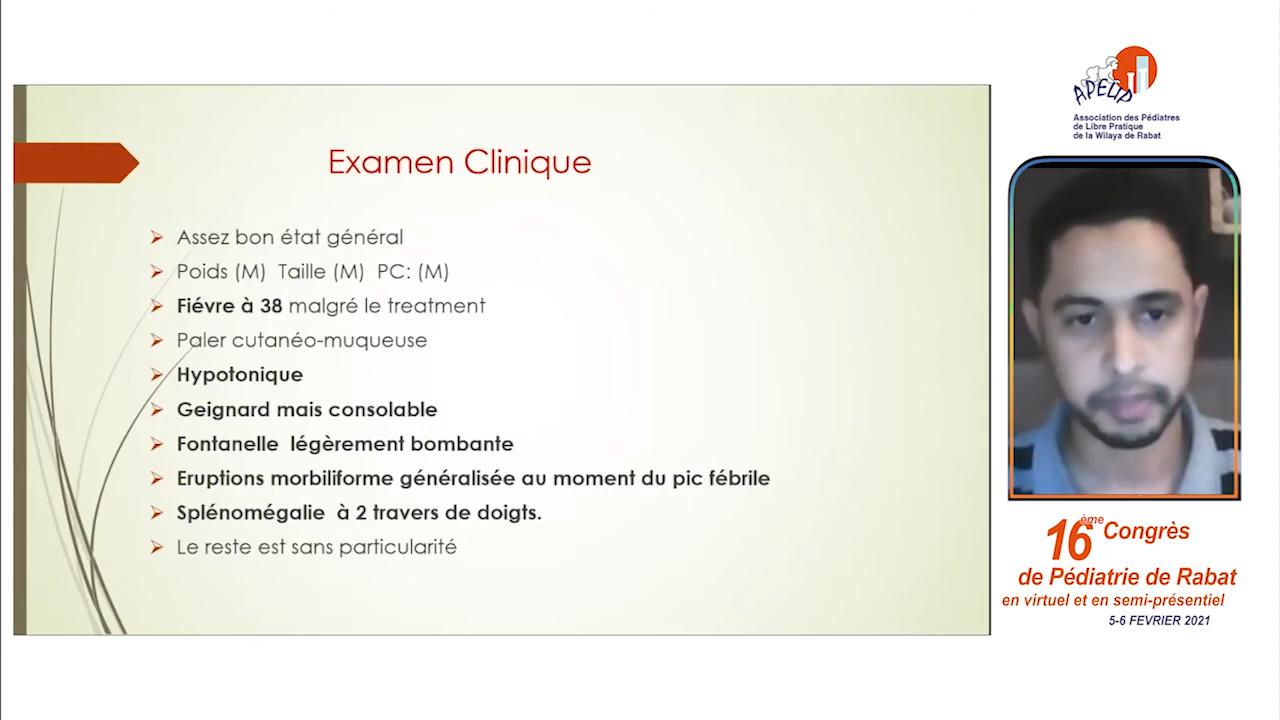 Examen Clinique
Assez bon état général
Poids (M) Taille (M) PC: (M)
Fiévre à 38 malgré le treatment
Paler cutanéo-muqueuse
Hypotonique
Geignard mais consolable
Fontanelle légèrement bombante
Eruptions morbiliforme généralisée au moment du pic fébrile
Splénomégalie à 2 travers de doigts.
Le reste est sans particularité
APELIP
Association des Pédiatres
de Libre Pratique
de la Wilaya de Rabat
16ème Congrès
de Pédiatrie de Rabat
en virtuel et en semi-présentiel
5-6 FEVRIER 2021